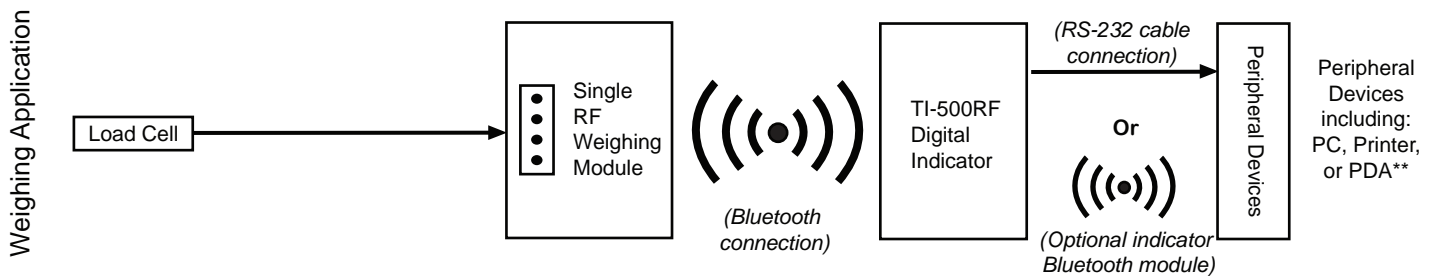 Weighing Application
Load Cell
Single
RF
Weighing
Module
(Bluetooth
connection)
TI-500RF
Digital
Indicator
(RS-232 cable
connection)
Or
(Optional indicator
Bluetooth module)
Peripheral Devices
Peripheral
Devices
including:
PC, Printer,
or PDA**